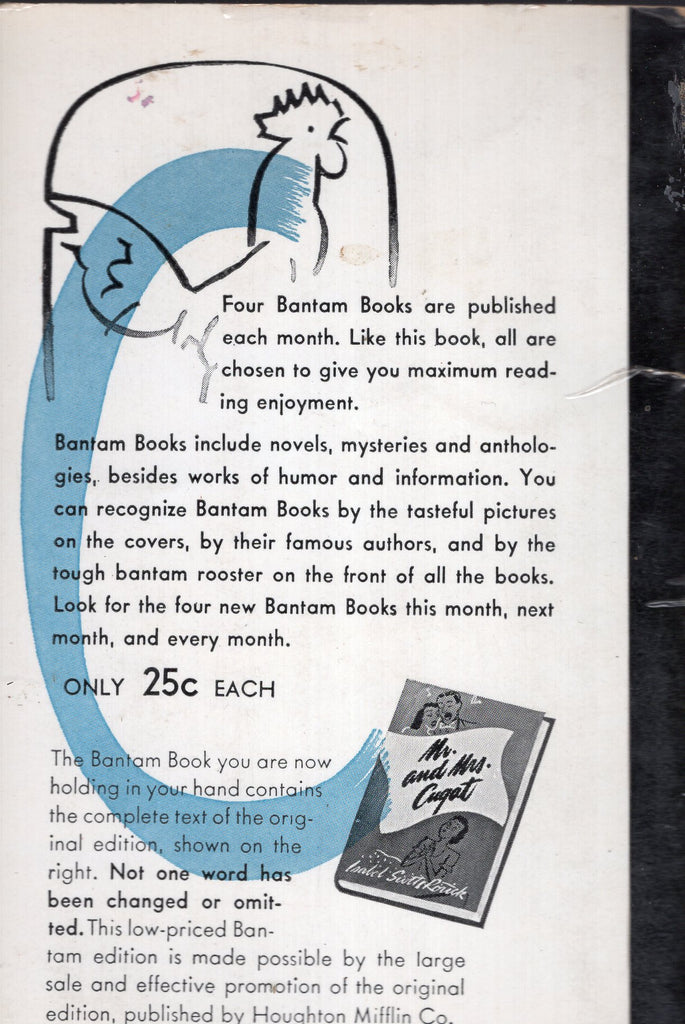 Four Bantam Books are published
each month. Like this book, all are
chosen to give you maximum read-
ing enjoyment.
Bantam Books include novels, mysteries and antholo-
gies, besides works of humor and information. You
can recognize Bantam Books by the tasteful pictures
on the covers, by their famous authors, and by the
tough bantam rooster on the front of all the books.
Look for the four new Bantam Books this month, next
month, and every month.
ONLY 25c EACH
The Bantam Book you are now
holding in your hand contains
the complete text of the orig-
inal edition, shown on the
right. Not one word has
been changed or omit-
ted. This low-priced Ban-
tam edition is made possible by the large
sale and effective promotion of the original
edition, published by Houghton Mifflin Co.
Mr.
and Mrs.
Cugat
Isabel Scott Rorick